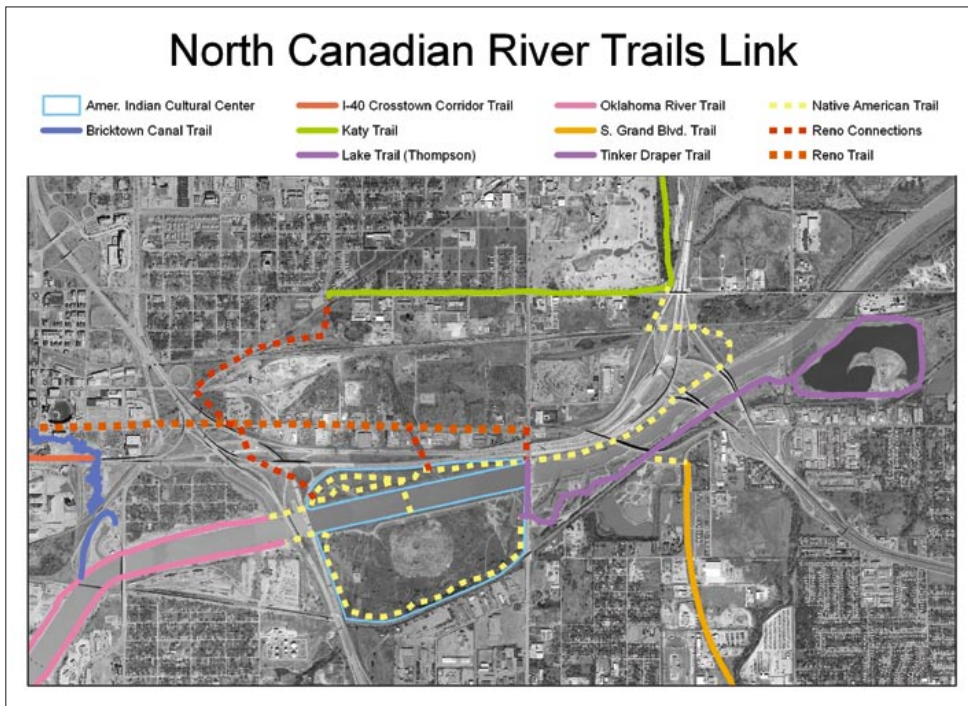 North Canadian River Trails Link
Amer. Indian Cultural Center
I-40 Crosstown Corridor Trail
Oklahoma River Trail
Native American Trail
Bricktown Canal Trail
Katy Trail
S. Grand Blvd. Trail
Reno Connections
Lake Trail (Thompson)
Tinker Draper Trail
Reno Trail